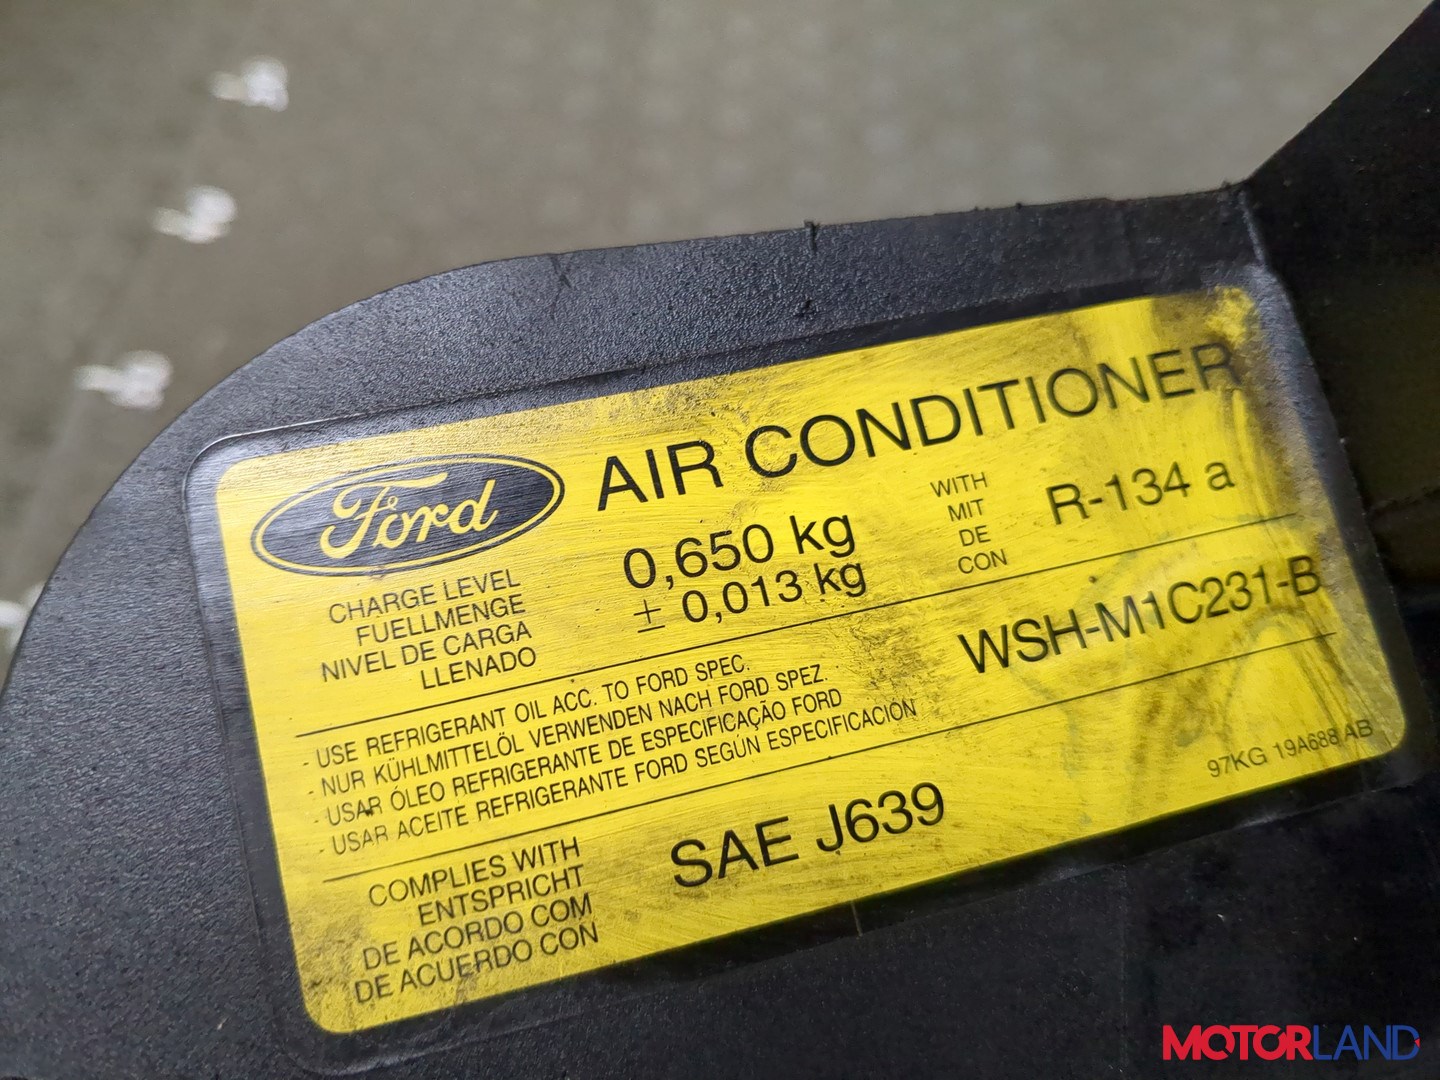 Ford
AIR CONDITIONER
CHARGE LEVEL
FUELLMENGE
NIVEL DE CARGA
LLENADO
0,650 kg
± 0,013 kg
WITH
MIT
DE
CON
R-134 a
- USE REFRIGERANT OIL ACC. TO FORD SPEC.
- NUR KÜHLMITTELÖL VERWENDEN NACH FORD SPEZ.
- USAR ÓLEO REFRIGERANTE DE ESPECIFICAÇÃO FORD
- USAR ACEITE REFRIGERANTE FORD SEGÚN ESPECIFICACIÓN
WSH-M1C231-B
COMPLIES WITH
ENTSPRICHT
DE ACORDO COM
DE ACUERDO CON
SAE J639
97KG 19A688 AB
MOTORLAND